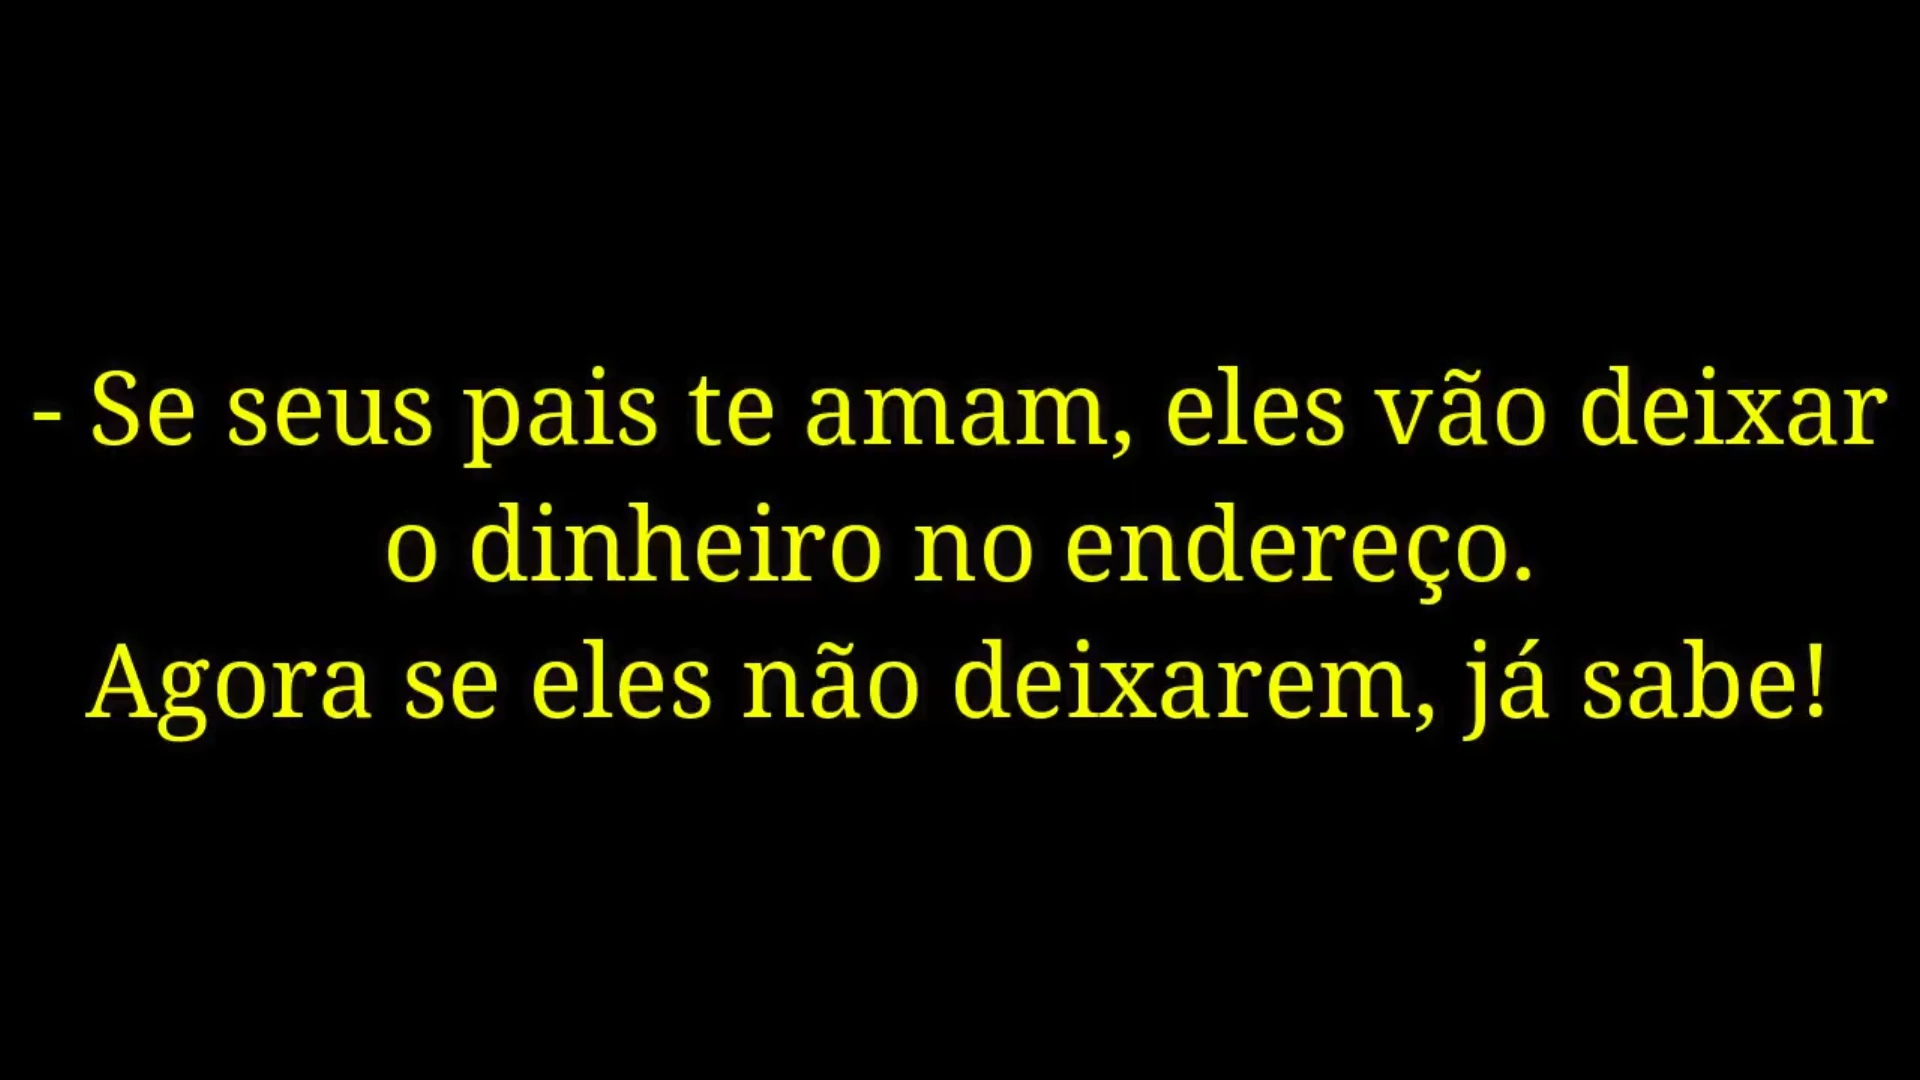 - Se seus pais te amam, eles vão deixar
o dinheiro no endereço.
Agora se eles não deixarem, já sabe!